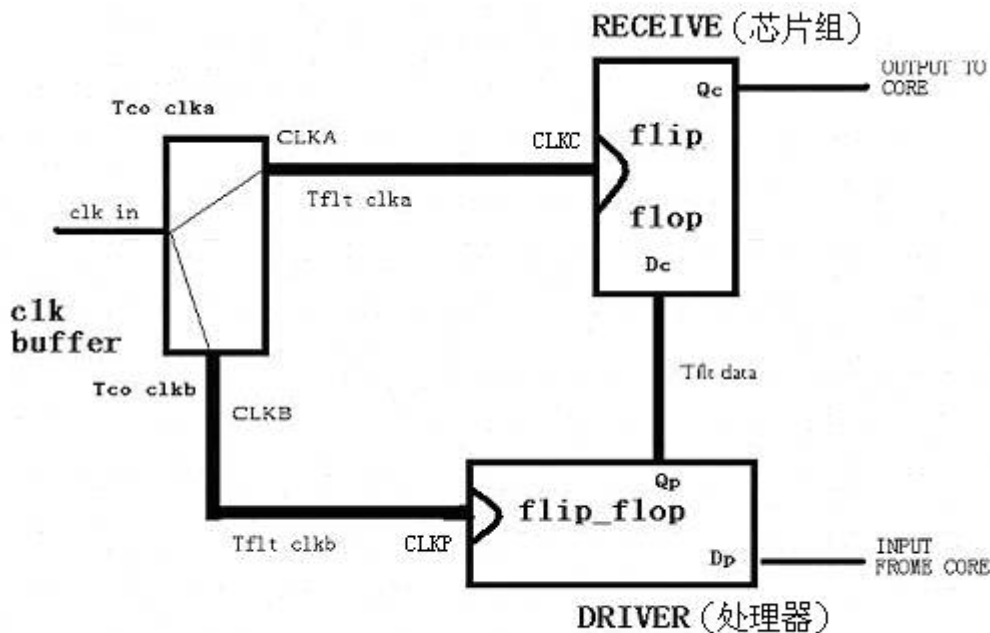 RECEIVE（芯片组）
OUTPUT TO
CORE
Qc
Tco clka
CLKA
CLKC
flip
clk in
Tflt clka
flop
Dc
clk
buffer
Tco clkb
Tflt data
CLKB
Qp
flip_flop
Tflt clkb
CLKP
Dp
INPUT
FROME CORE
DRIVER（处理器）